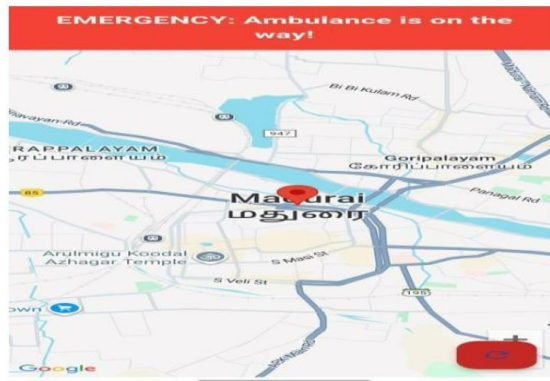 EMERGENCY: Ambulance is on the
way!
Bi Bi Kulam Rd
947
RAPPALAYAM
Goripalayam
கோரிப்பாளையம்
85
Panagal Rd
Madurai
மதுரை
Arulmigu Koodal
Azhagar Temple
S Masi St
S Veli St
195
own
Google